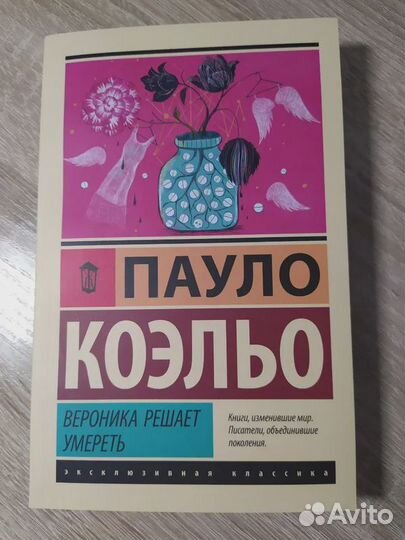 ПАУЛО
КОЭЛЬО
ВЕРОНИКА РЕШАЕТ
УМЕРЕТЬ
Книги, изменившие мир.
Писатели, объединившие
поколения.
эксклюзивная классика
Avito